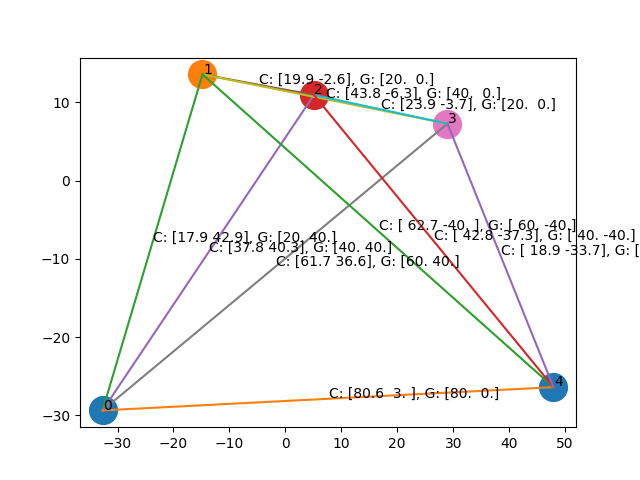 1
C: [19.9 -2.6], G: [20. 0.]
2
C: [43.8 -6.3], G: [40. 0.]
C: [23.9 -3.7], G: [20. 0.]
3
C: [ 62.7 -40. ], G: [ 60. -40.]
C: [ 42.8 -37.3], G: [ 40. -40.]
C: [17.9 42.9], G: [20. 40.]
C: [37.8 40.3], G: [40. 40.]
C: [ 18.9 -33.7], G: [
C: [61.7 36.6], G: [60. 40.]
4
C: [80.6 3. ], G: [80. 0.]
0
10
0
−10
−20
−30
−30 −20 −10 0 10 20 30 40 50